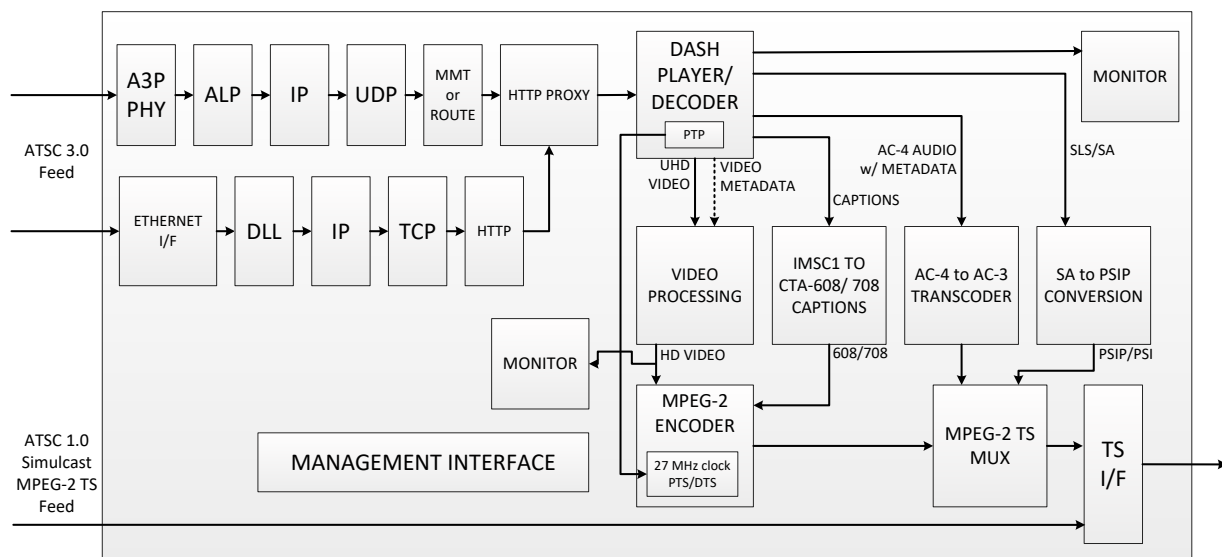 A3P
PHY
ALP
IP
UDP
MMT
or
ROUTE
HTTP PROXY
DASH
PLAYER/
DECODER
PTP
MONITOR
ATSC 3.0
Feed
ETHERNET
I/F
DLL
IP
TCP
HTTP
UHD
VIDEO
VIDEO
METADATA
CAPTIONS
AC-4 AUDIO
w/ METADATA
SLS/SA
VIDEO
PROCESSING
IMSC1 TO
CTA-608/ 708
CAPTIONS
AC-4 to AC-3
TRANSCODER
SA to PSIP
CONVERSION
MONITOR
HD VIDEO
608/708
PSIP/PSI
MPEG-2
ENCODER
27 MHz clock
PTS/DTS
MPEG-2 TS
MUX
TS
I/F
MANAGEMENT INTERFACE
ATSC 1.0
Simulcast
MPEG-2 TS
Feed